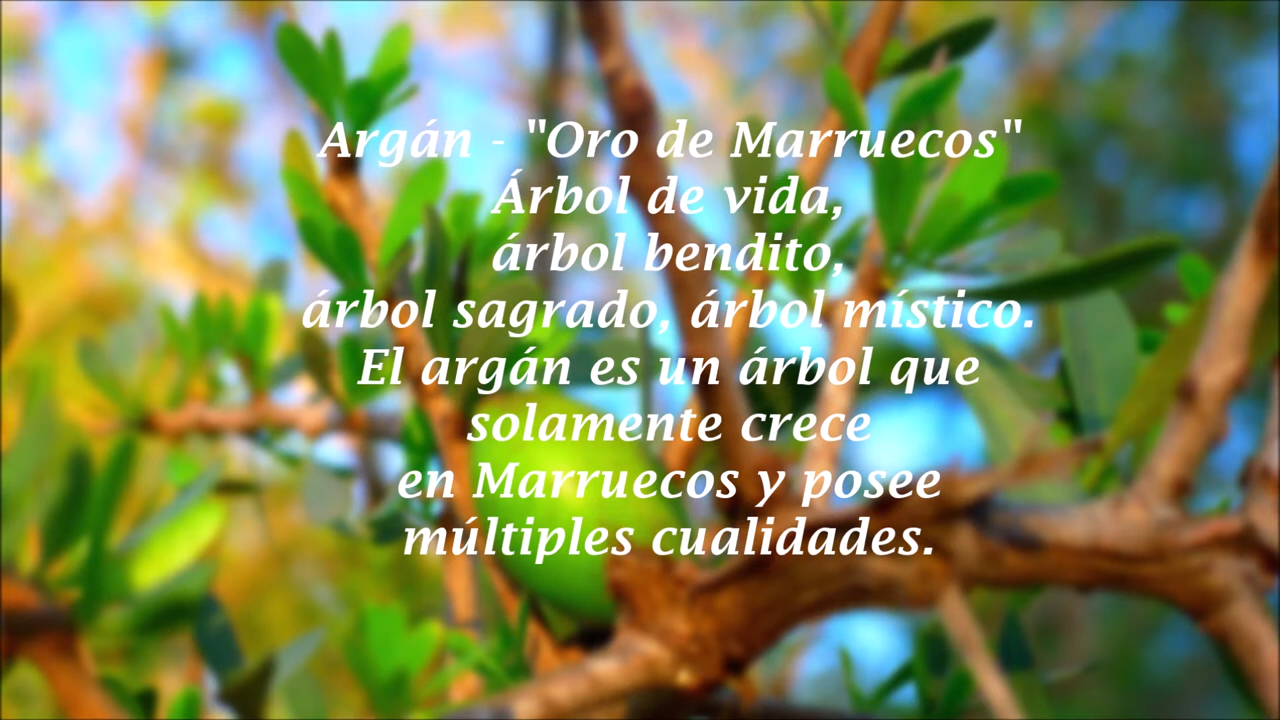 Argán - "Oro de Marruecos"
Árbol de vida,
árbol bendito,
árbol sagrado, árbol místico.
El argán es un árbol que
solamente crece
en Marruecos y posee
múltiples cualidades.